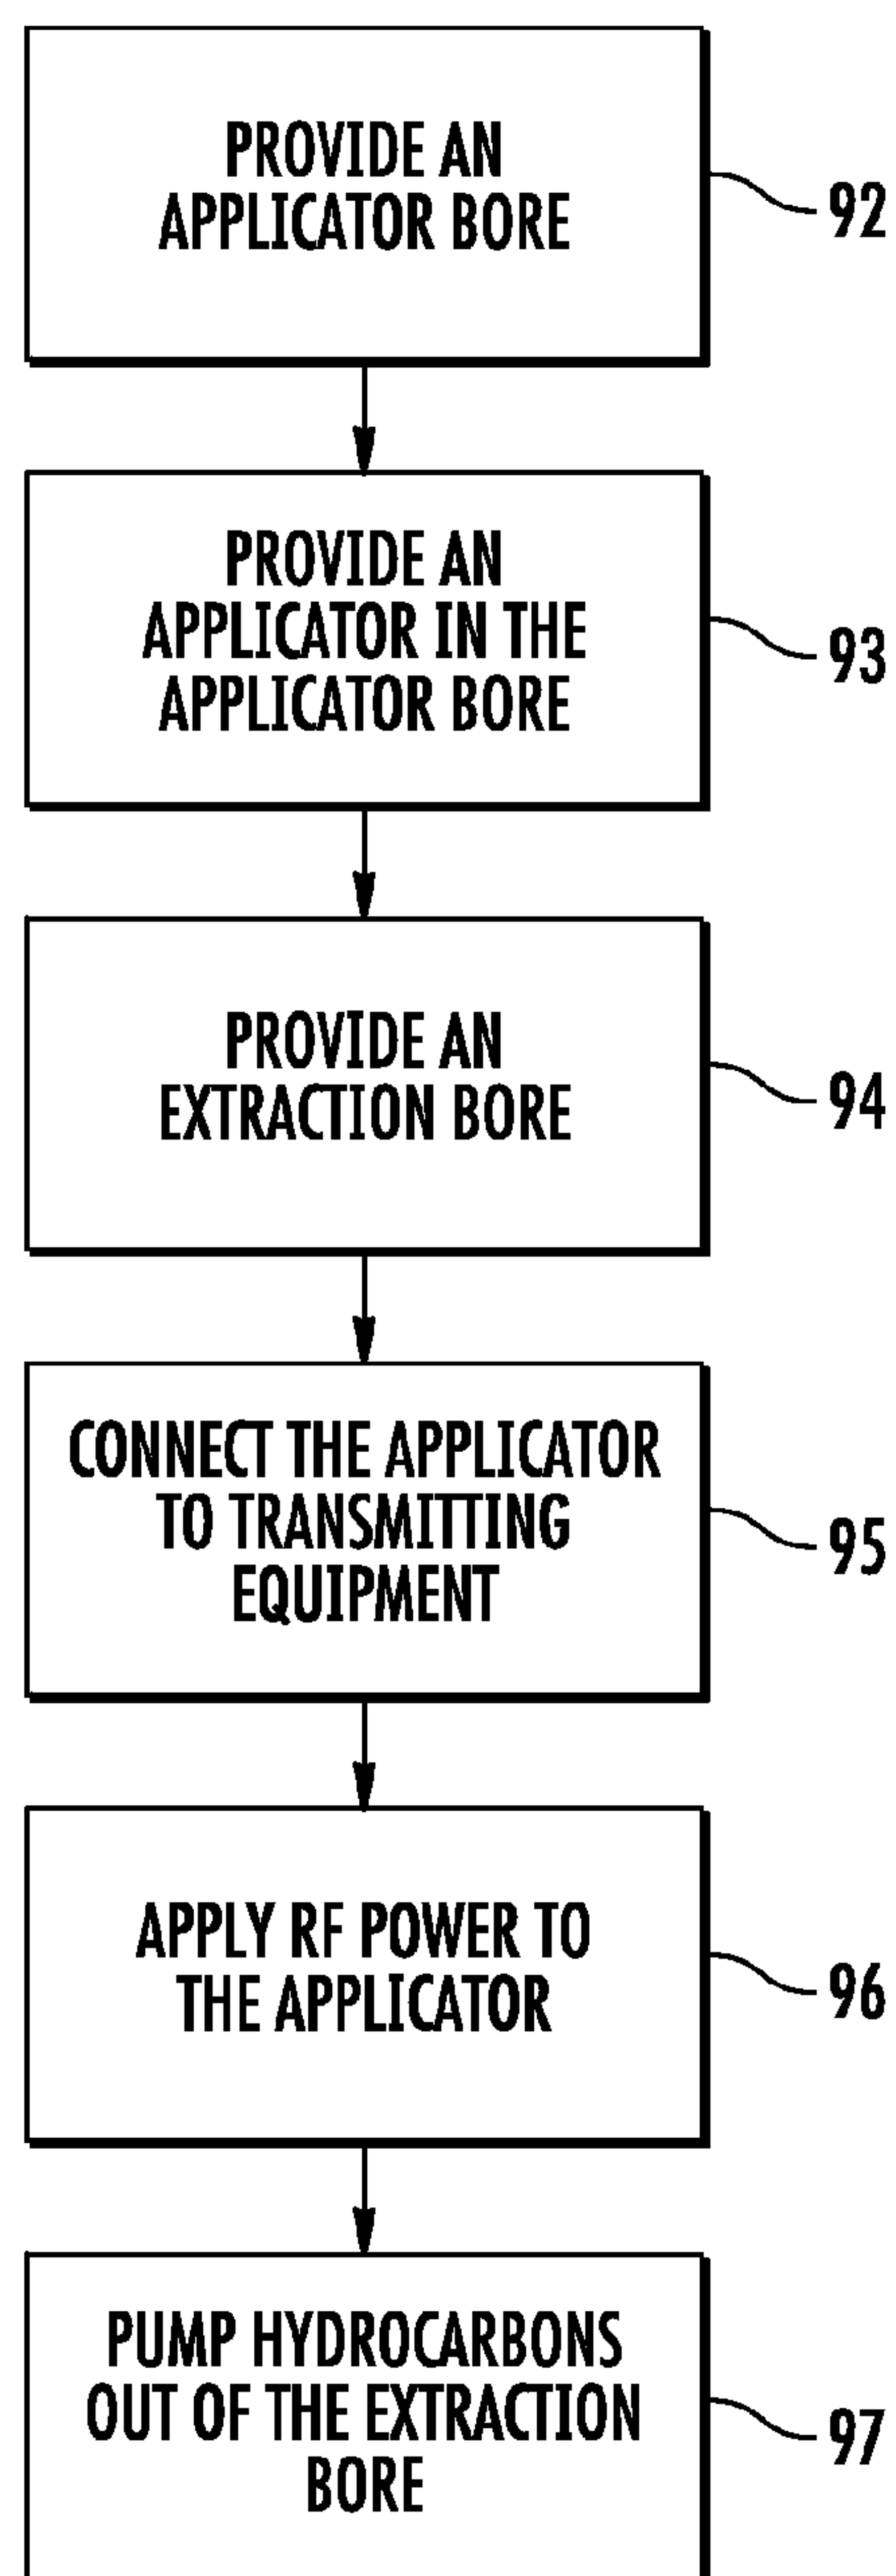 PROVIDE AN
APPLICATOR BORE
92
PROVIDE AN
APPLICATOR IN THE
APPLICATOR BORE
93
PROVIDE AN
EXTRACTION BORE
94
CONNECT THE APPLICATOR
TO TRANSMITTING
EQUIPMENT
95
APPLY RF POWER TO
THE APPLICATOR
96
PUMP HYDROCARBONS
OUT OF THE EXTRACTION
BORE
97